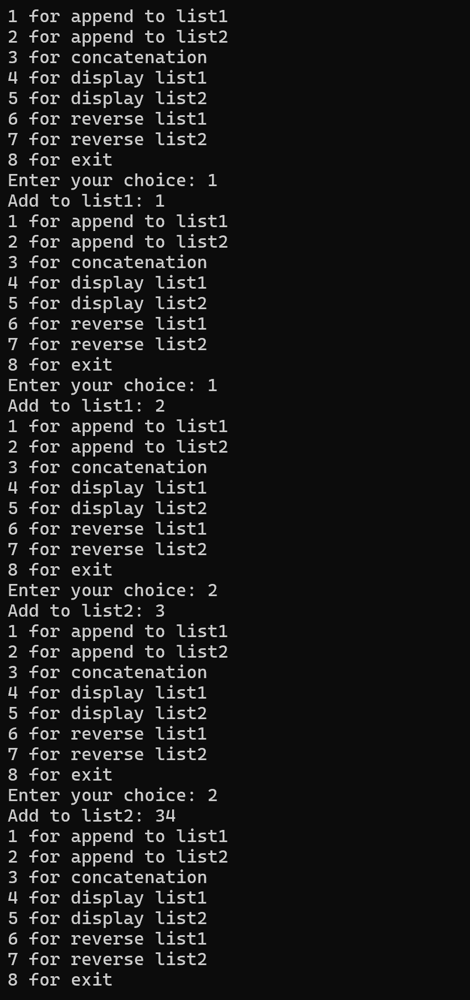 1 for append to list1
2 for append to list2
3 for concatenation
4 for display list1
5 for display list2
6 for reverse list1
7 for reverse list2
8 for exit
Enter your choice: 1
Add to list1: 1
1 for append to list1
2 for append to list2
3 for concatenation
4 for display list1
5 for display list2
6 for reverse list1
7 for reverse list2
8 for exit
Enter your choice: 1
Add to list1: 2
1 for append to list1
2 for append to list2
3 for concatenation
4 for display list1
5 for display list2
6 for reverse list1
7 for reverse list2
8 for exit
Enter your choice: 2
Add to list2: 3
1 for append to list1
2 for append to list2
3 for concatenation
4 for display list1
5 for display list2
6 for reverse list1
7 for reverse list2
8 for exit
Enter your choice: 2
Add to list2: 34
1 for append to list1
2 for append to list2
3 for concatenation
4 for display list1
5 for display list2
6 for reverse list1
7 for reverse list2
8 for exit